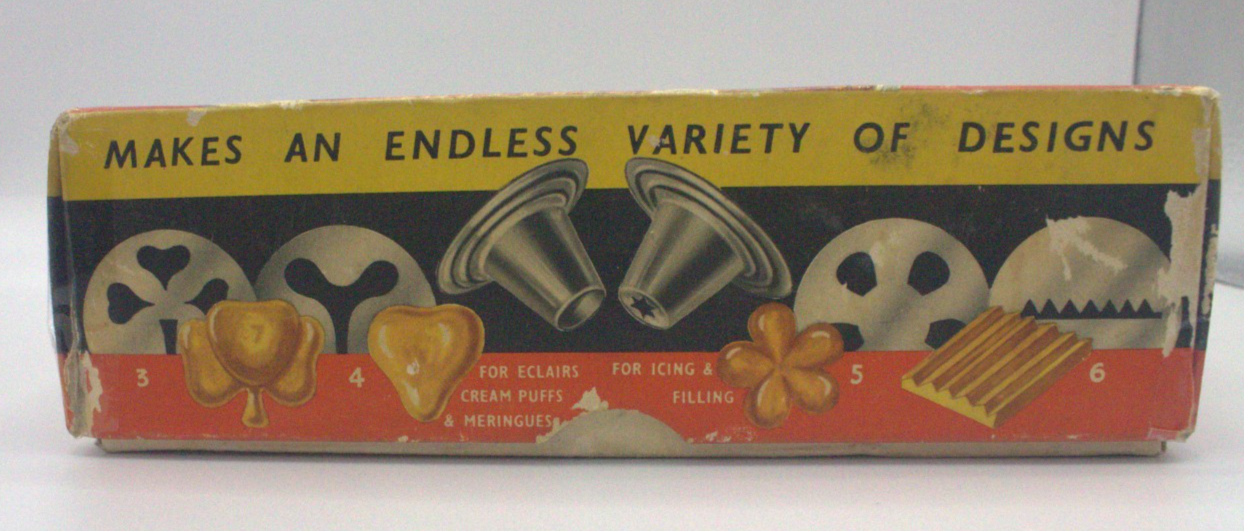 MAKES AN ENDLESS VARIETY OF DESIGNS
3
4
FOR ECLAIRS
CREAM PUFFS
& MERINGUES
FOR ICING &
FILLING
5
6